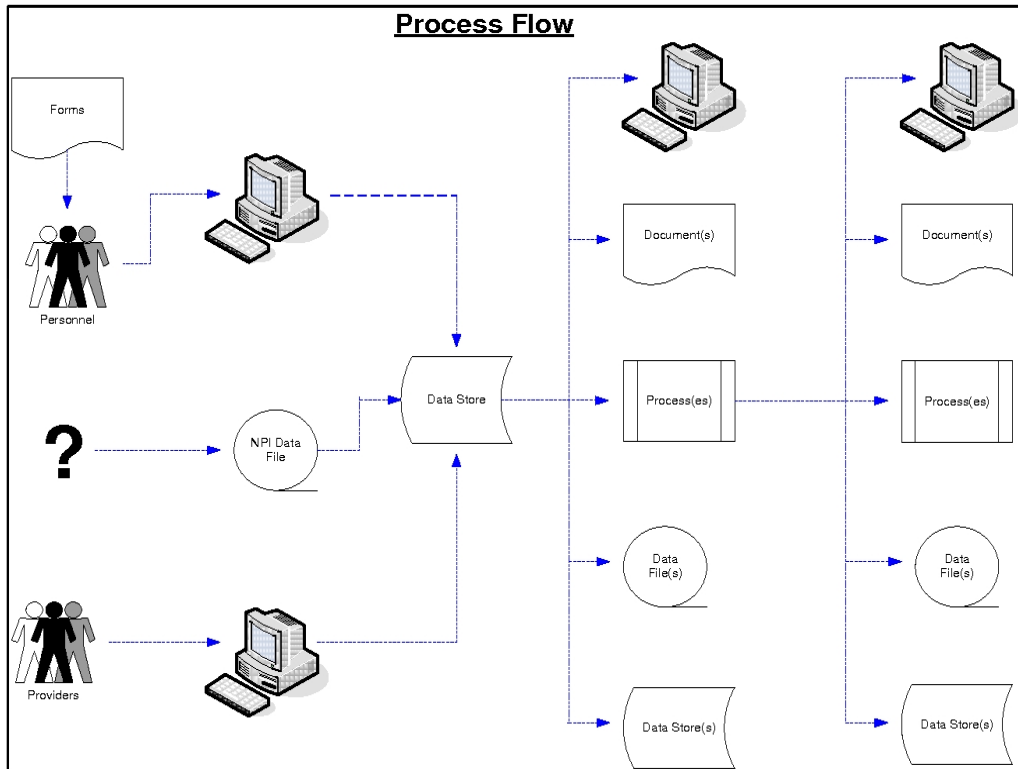 Process Flow
Forms
Personnel
?
NPI Data
File
Providers
Data Store
Document(s)
Process(es)
Data
File(s)
Data Store(s)
Document(s)
Process(es)
Data
File(s)
Data Store(s)